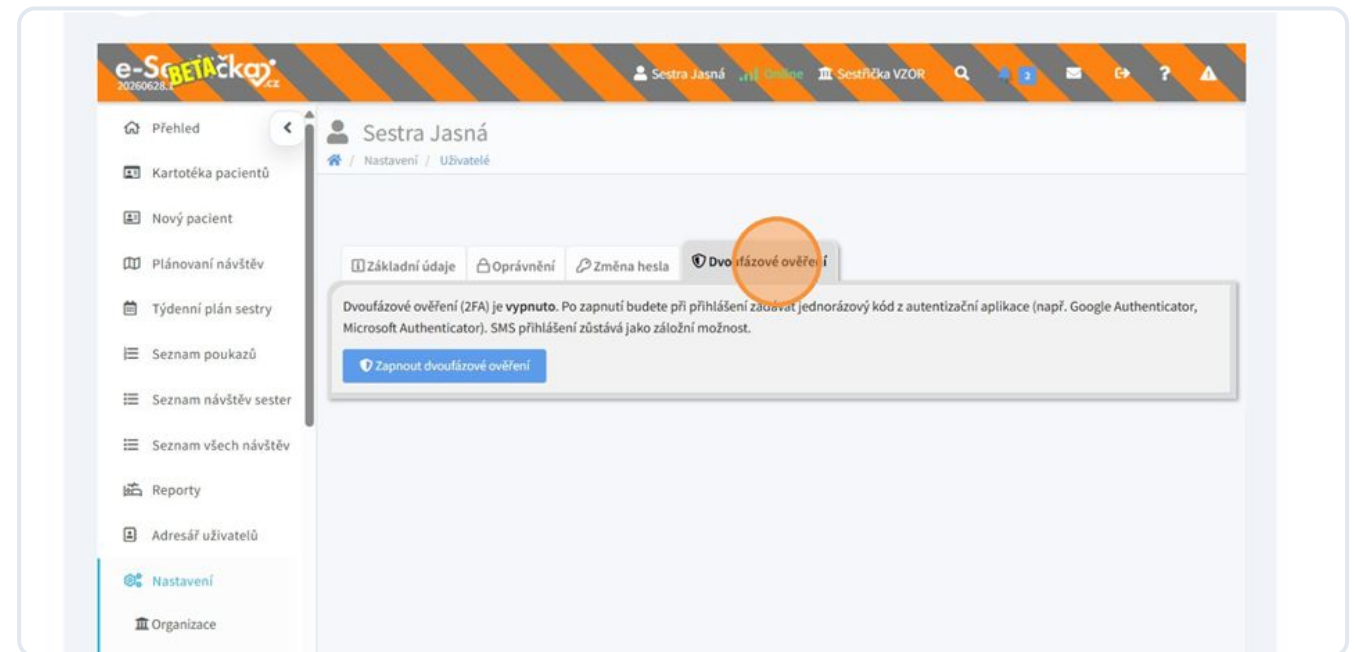 BETA
.cz
Sestra Jasná Online Sestřička VZOR 2 ?
Přehled
Kartotéka pacientů
Nový pacient
Plánovaní návštěv
Týdenní plán sestry
Seznam poukazů
Seznam návštěv sester
Seznam všech návštěv
Reporty
Adresář uživatelů
Nastavení
Organizace
Sestra Jasná
/ Nastavení / Uživatelé
Základní údaje Oprávnění Změna hesla Dvoufázové ověření
Dvoufázové ověření (2FA) je vypnuto. Po zapnutí budete při přihlášení zadávat jednorázový kód z autentizační aplikace (např. Google Authenticator,
Microsoft Authenticator). SMS přihlášení zůstává jako záložní možnost.
Zapnout dvoufázové ověření